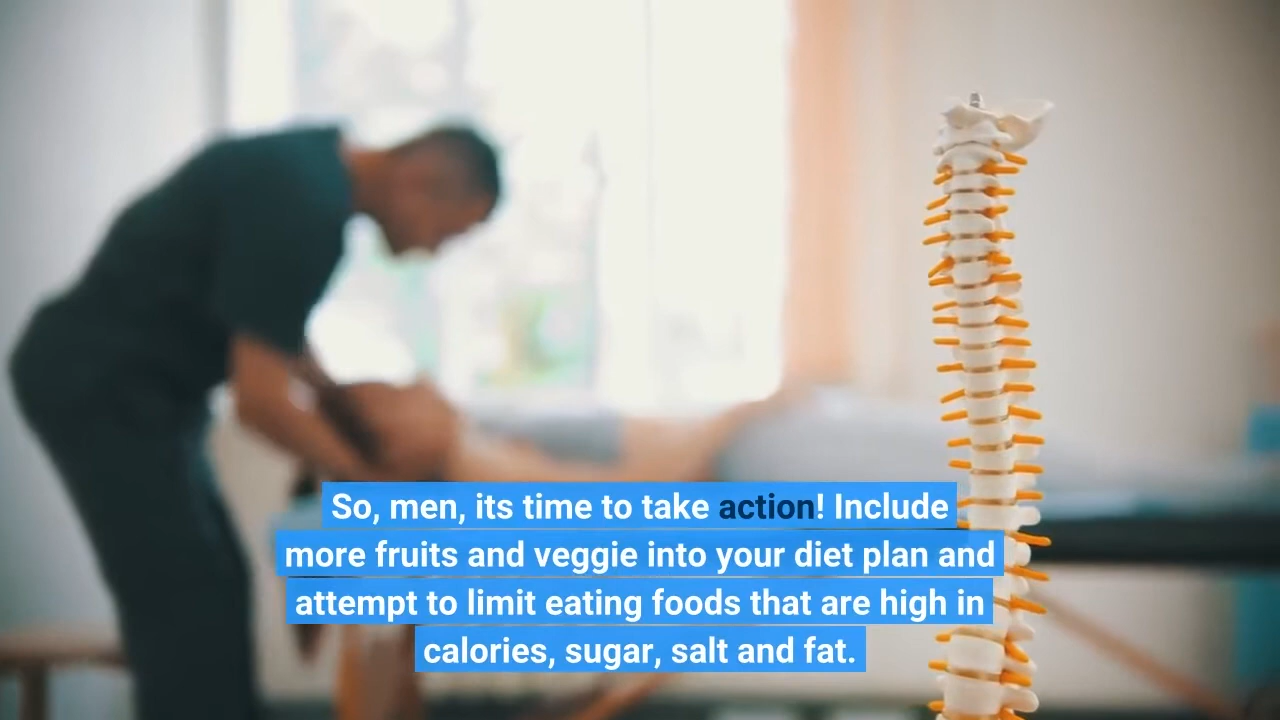 So, men, its time to take action! Include
more fruits and veggie into your diet plan and
attempt to limit eating foods that are high in
calories, sugar, salt and fat.